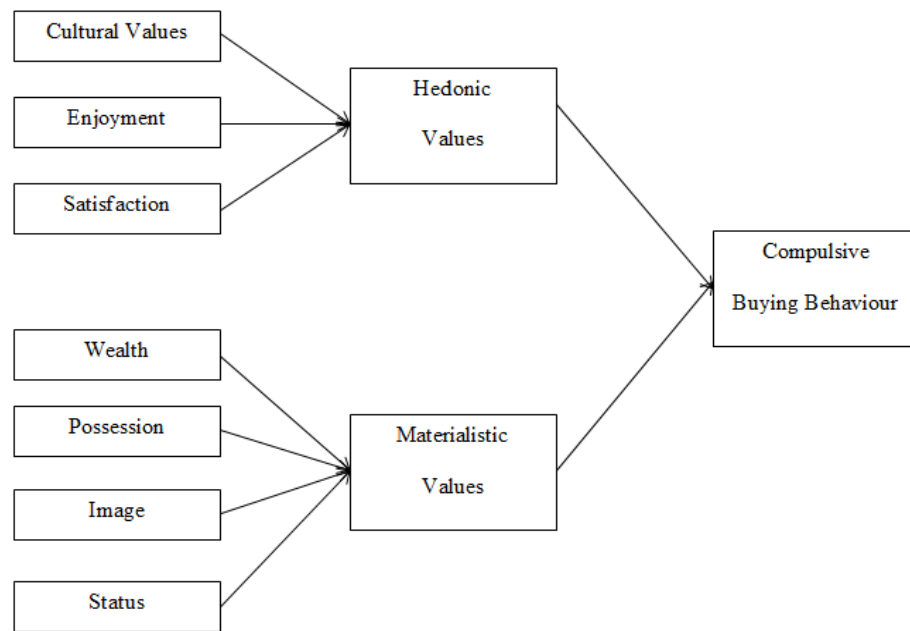 Cultural Values
Enjoyment
Satisfaction
Hedonic
Values
Compulsive
Buying Behaviour
Wealth
Possession
Image
Status
Materialistic
Values